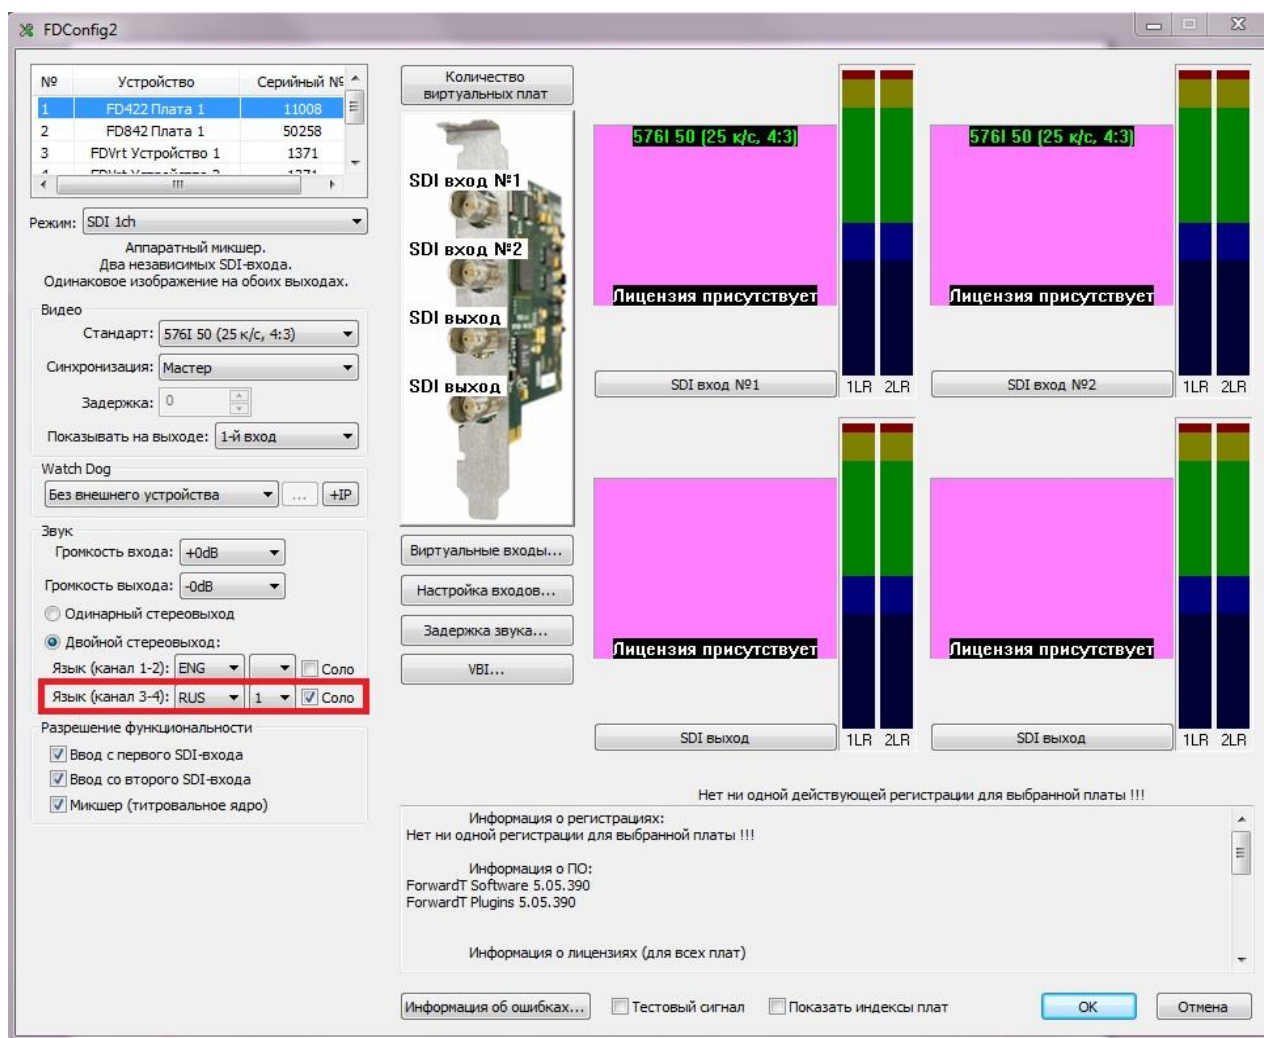 FDConfig2
№ Устройство Серийный №
1 FD422 Плата 1 11008
2 FD842 Плата 1 50258
3 FDVrt Устройство 1 1371
Режим: SDI 1ch
Аппаратный микшер.
Два независимых SDI-входа.
Одинаковое изображение на обоих выходах.
Видео
Стандарт: 576I 50 (25 к/с, 4:3)
Синхронизация: Мастер
Задержка: 0
Показывать на выходе: 1-й вход
Watch Dog
Без внешнего устройства ... +IP
Звук
Громкость входа: +0dB
Громкость выхода: -0dB
Одинарный стереовыход
Двойной стереовыход:
Язык (канал 1-2): ENG Соло
Язык (канал 3-4): RUS 1 Соло
Разрешение функциональности
Ввод с первого SDI-входа
Ввод со второго SDI-входа
Микшер (титровальное ядро)
Количество
виртуальных плат
SDI вход №1
SDI вход №2
SDI выход
SDI выход
Виртуальные входы...
Настройка входов...
Задержка звука...
VBI...
576I 50 (25 к/с, 4:3)
Лицензия присутствует
SDI вход №1 1LR 2LR
576I 50 (25 к/с, 4:3)
Лицензия присутствует
SDI вход №2 1LR 2LR
Лицензия присутствует
SDI выход 1LR 2LR
Лицензия присутствует
SDI выход 1LR 2LR
Нет ни одной действующей регистрации для выбранной платы !!!
Информация о регистрациях:
Нет ни одной регистрации для выбранной платы !!!
Информация о ПО:
ForwardT Software 5.05.390
ForwardT Plugins 5.05.390
Информация о лицензиях (для всех плат)
Информация об ошибках... Тестовый сигнал Показать индексы плат OK Отмена